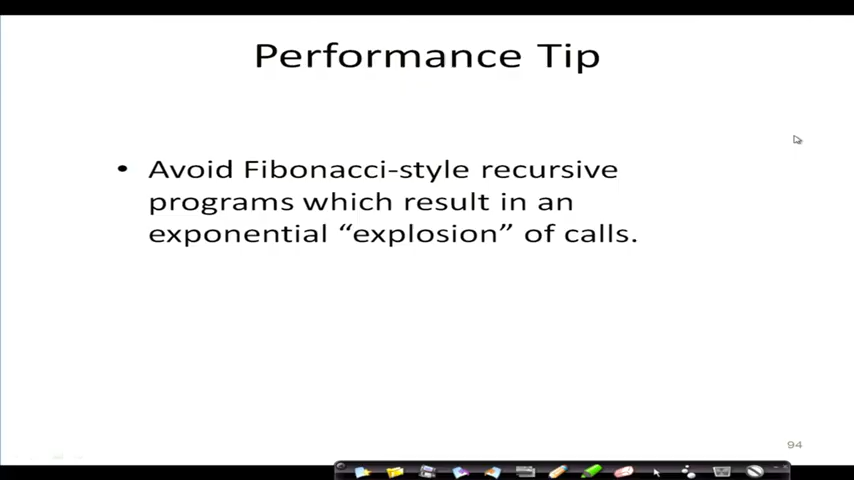 Performance Tip
• Avoid Fibonacci-style recursive
programs which result in an
exponential “explosion” of calls.
94